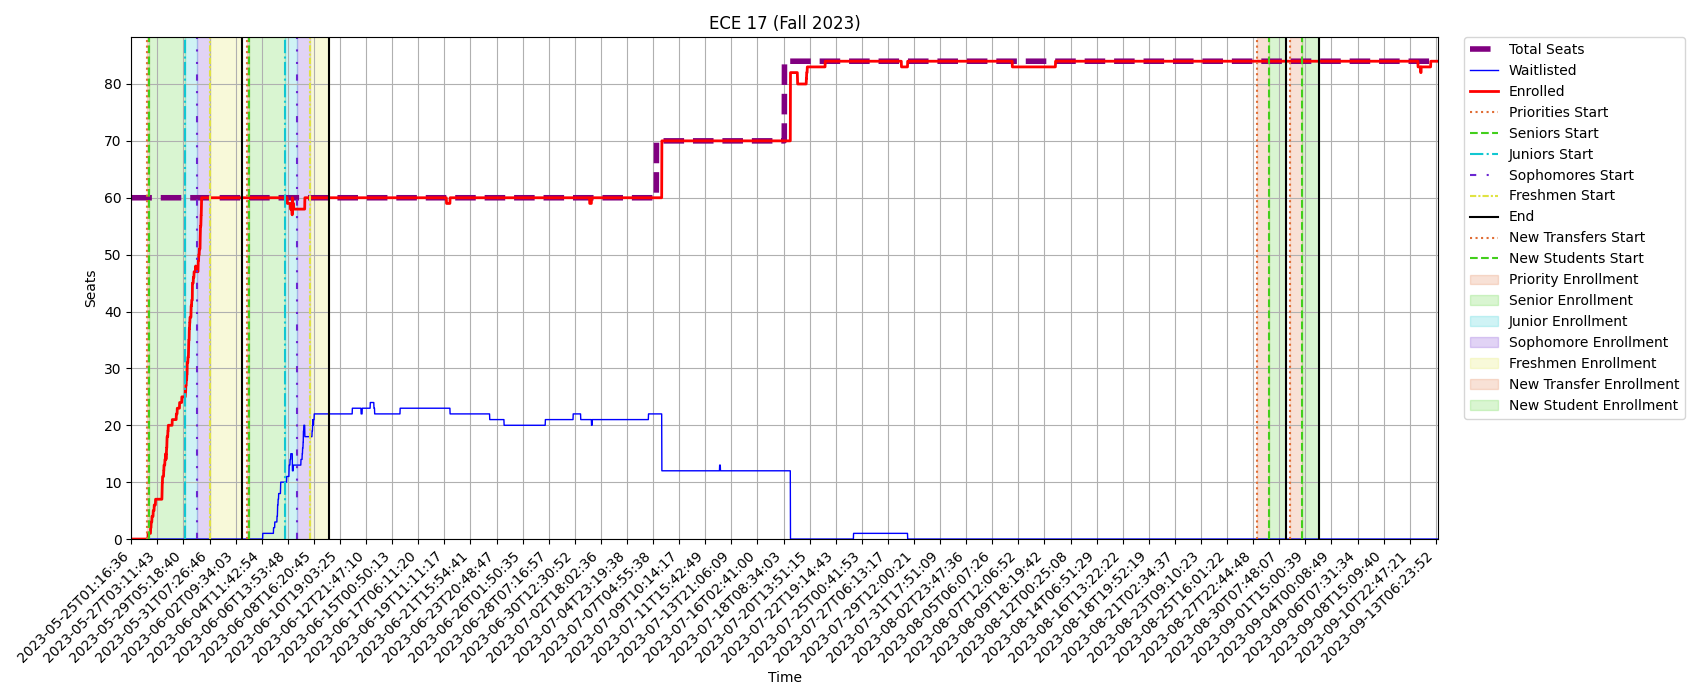 ECE 17 (Fall 2023)
Seats
80
70
60
50
40
30
20
10
0
2023-05-25T01:16:36
2023-05-27T03:11:43
2023-05-29T05:18:40
2023-05-31T07:26:46
2023-06-02T09:34:03
2023-06-04T11:42:54
2023-06-06T13:53:48
2023-06-08T16:20:45
2023-06-10T19:03:25
2023-06-12T21:47:10
2023-06-15T00:50:13
2023-06-17T06:11:20
2023-06-19T11:11:17
2023-06-21T15:54:41
2023-06-23T20:48:47
2023-06-26T01:50:35
2023-06-28T07:16:57
2023-06-30T12:30:52
2023-07-02T18:02:36
2023-07-04T23:19:38
2023-07-07T04:55:38
2023-07-09T10:14:17
2023-07-11T15:42:49
2023-07-13T21:06:09
2023-07-16T02:41:00
2023-07-18T08:34:03
2023-07-20T13:51:15
2023-07-22T19:14:43
2023-07-25T00:41:53
2023-07-27T06:13:17
2023-07-29T12:00:21
2023-07-31T17:51:09
2023-08-02T23:47:36
2023-08-05T06:07:26
2023-08-07T12:06:52
2023-08-09T18:19:42
2023-08-12T00:25:08
2023-08-14T06:51:29
2023-08-16T13:22:22
2023-08-18T19:52:19
2023-08-21T02:34:37
2023-08-23T09:10:23
2023-08-25T16:01:22
2023-08-27T22:44:48
2023-08-30T07:48:07
2023-09-01T15:00:39
2023-09-04T00:08:49
2023-09-06T07:31:34
2023-09-08T15:09:40
2023-09-10T22:47:21
2023-09-13T06:23:52
Time
Total Seats
Waitlisted
Enrolled
Priorities Start
Seniors Start
Juniors Start
Sophomores Start
Freshmen Start
End
New Transfers Start
New Students Start
Priority Enrollment
Senior Enrollment
Junior Enrollment
Sophomore Enrollment
Freshmen Enrollment
New Transfer Enrollment
New Student Enrollment